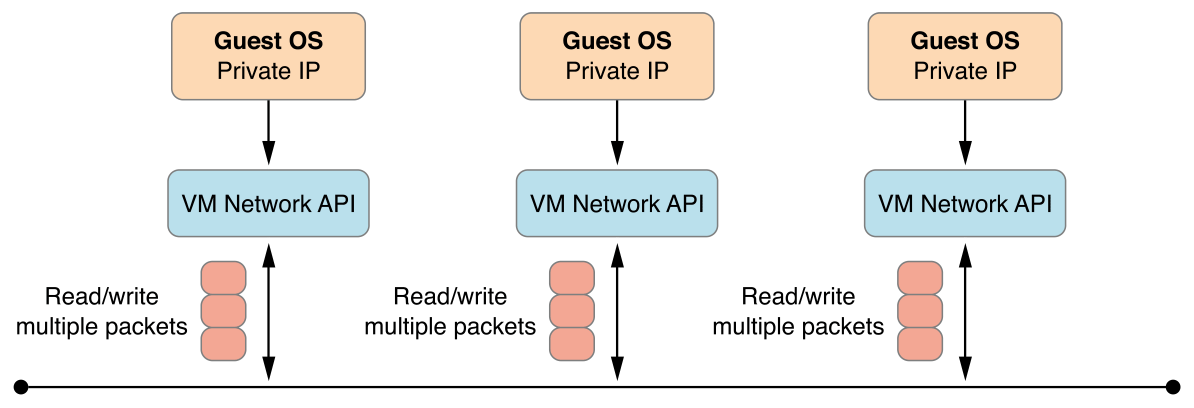 Guest OS
Private IP
Guest OS
Private IP
Guest OS
Private IP
VM Network API
VM Network API
VM Network API
Read/write
multiple packets
Read/write
multiple packets
Read/write
multiple packets